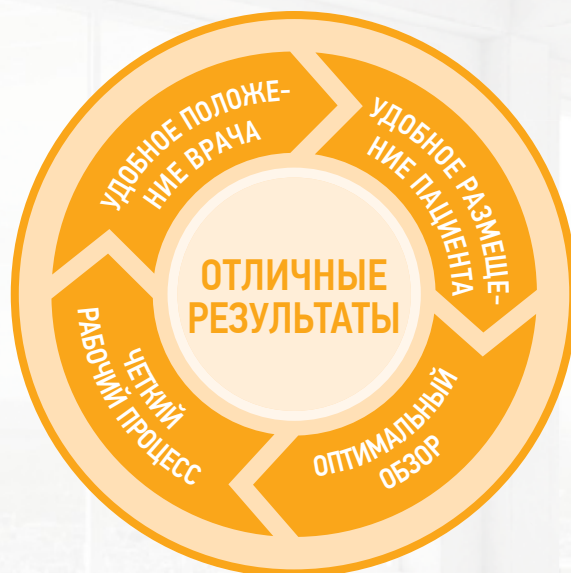 УДОБНОЕ ПОЛОЖЕ-
НИЕ ВРАЧА
УДОБНОЕ РАЗМЕЩЕ-
НИЕ ПАЦИЕНТА
ОТЛИЧНЫЕ
РЕЗУЛЬТАТЫ
ЧЕТКИЙ
РАБОЧИЙ ПРОЦЕСС
ОПТИМАЛЬНЫЙ
ОБЗОР